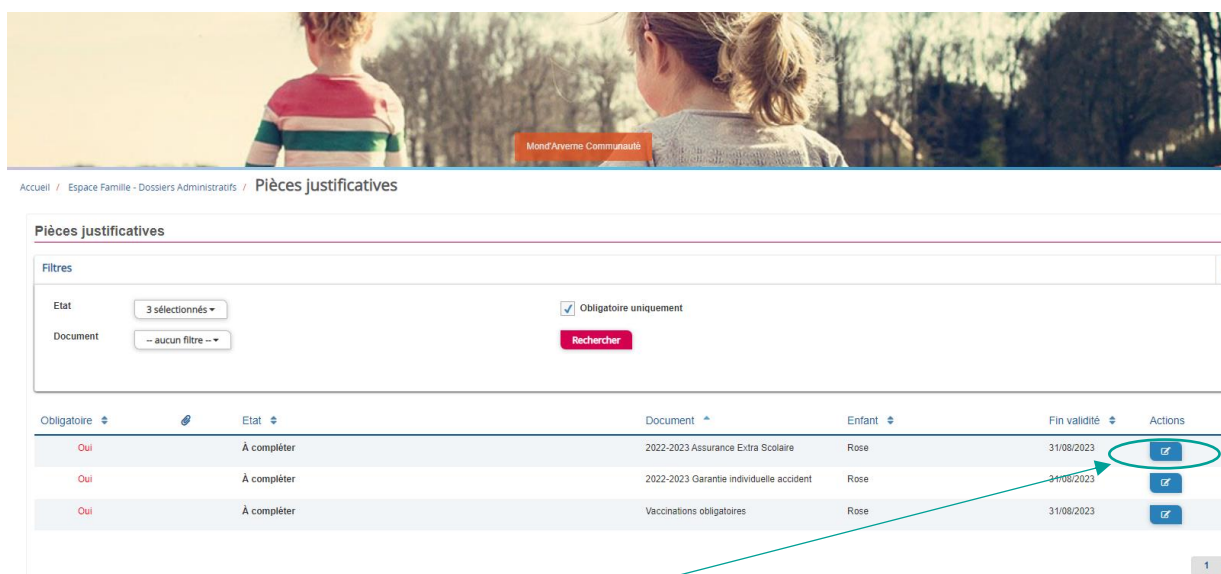 Mond'Arverne Communauté
Accueil / Espace Famille - Dossiers Administratifs / Pièces justificatives
Pièces justificatives
Filtres
Etat 3 sélectionnés Obligatoire uniquement
Document -- aucun filtre -- Rechercher
Obligatoire Etat Document Enfant Fin validité Actions
Oui À complèter 2022-2023 Assurance Extra Scolaire Rose 31/08/2023
Oui À complèter 2022-2023 Garantie individuelle accident Rose 31/08/2023
Oui À complèter Vaccinations obligatoires Rose 31/08/2023
1